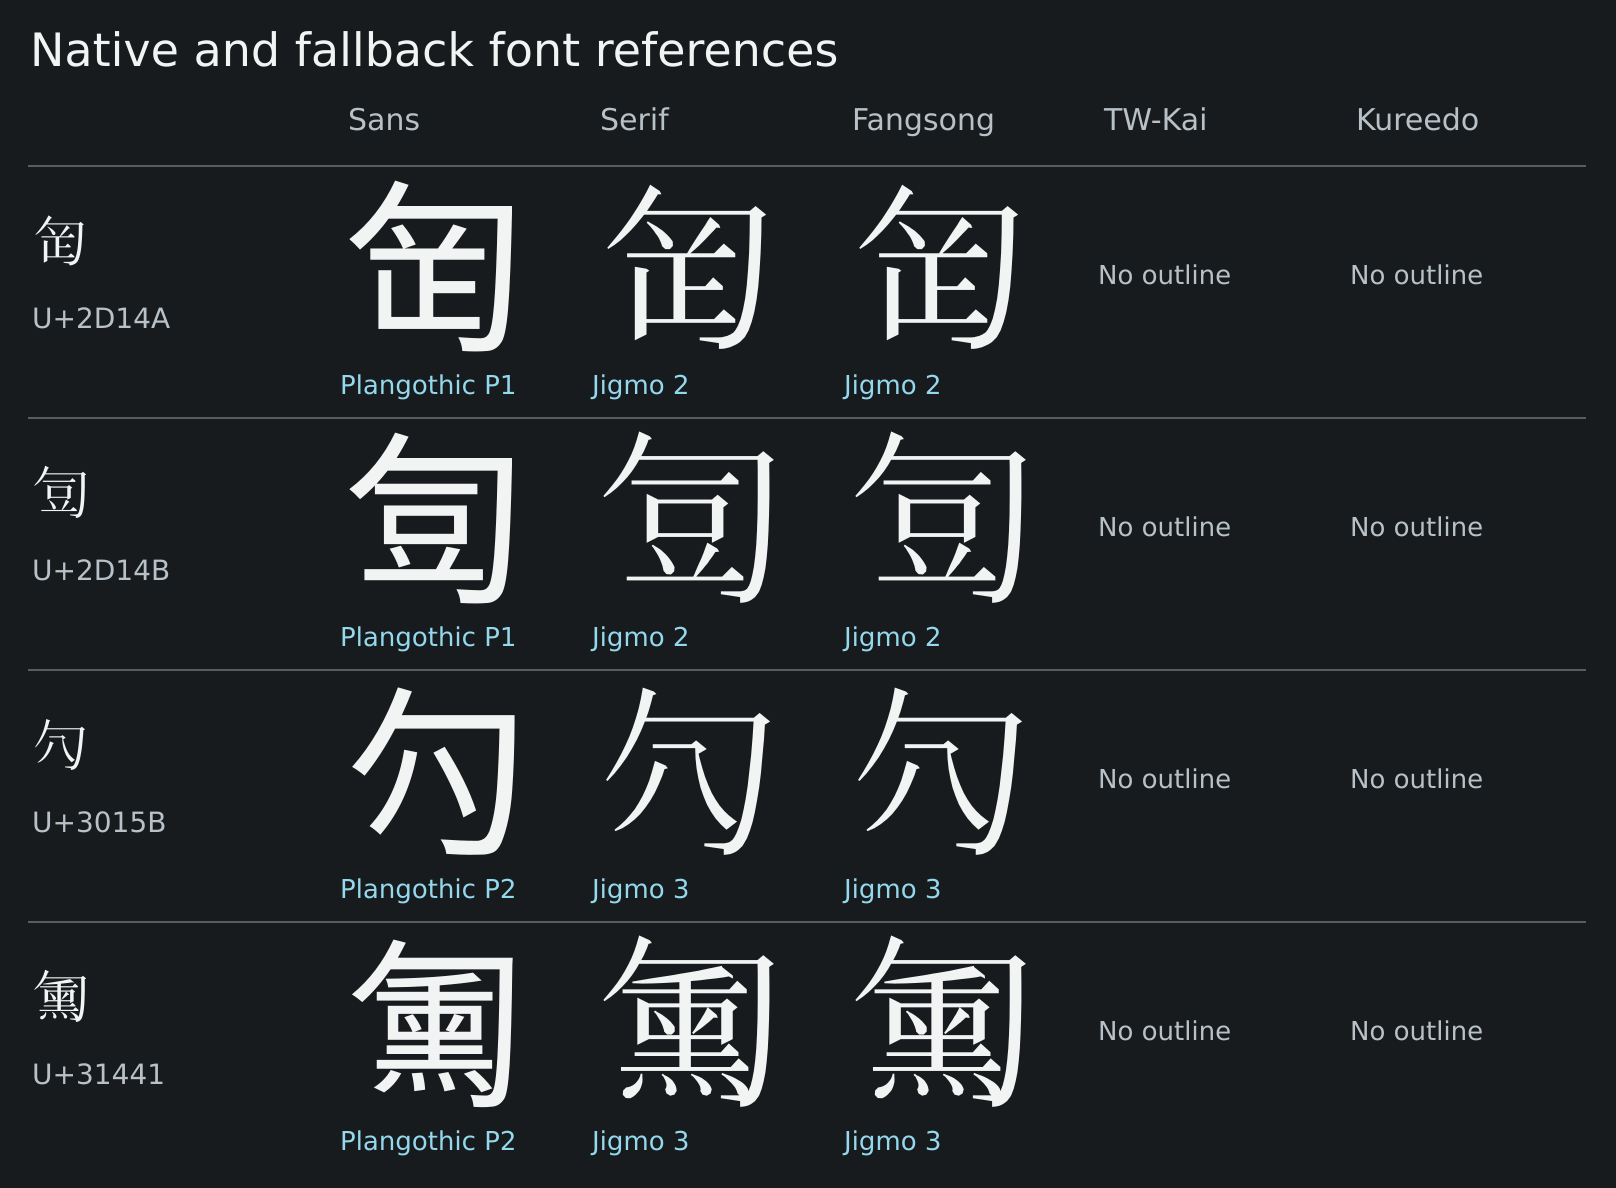 Native and fallback font references
Sans Serif Fangsong TW-Kai Kureedo
𭅊 𭅊 𭅊 𭅊 No outline No outline
U+2D14A
Plangothic P1 Jigmo 2 Jigmo 2
𭅋 𭅋 𭅋 𭅋 No outline No outline
U+2D14B
Plangothic P1 Jigmo 2 Jigmo 2
𰅛 𰅛 𰅛 𰅛 No outline No outline
U+3015B
Plangothic P2 Jigmo 3 Jigmo 3
𱑁 𱑁 𱑁 𱑁 No outline No outline
U+31441
Plangothic P2 Jigmo 3 Jigmo 3